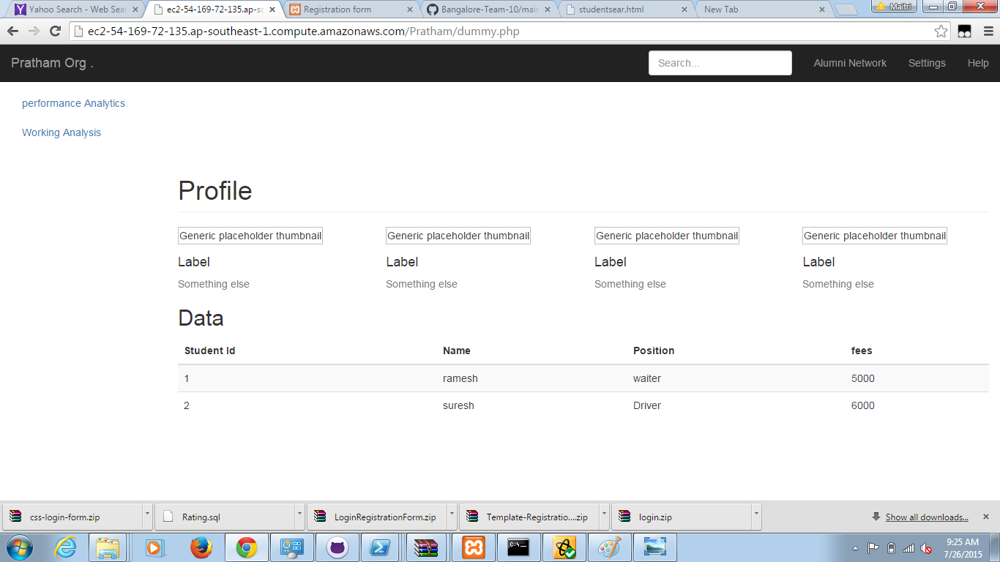 Yahoo Search - Web Sear
ec2-54-169-72-135.ap-so
Registration form
Bangalore-Team-10/main
studentsear.html
New Tab
Maitri
ec2-54-169-72-135.ap-southeast-1.compute.amazonaws.com/Pratham/dummy.php
Pratham Org .
Search...
Alumni Network
Settings
Help
performance Analytics
Working Analysis
Profile
Generic placeholder thumbnail Generic placeholder thumbnail Generic placeholder thumbnail Generic placeholder thumbnail
Label Label Label Label
Something else Something else Something else Something else
Data
Student Id Name Position fees
1 ramesh waiter 5000
2 suresh Driver 6000
css-login-form.zip
Rating.sql
LoginRegistrationForm.zip
Template-Registratio....zip
login.zip
Show all downloads...
9:25 AM
7/26/2015